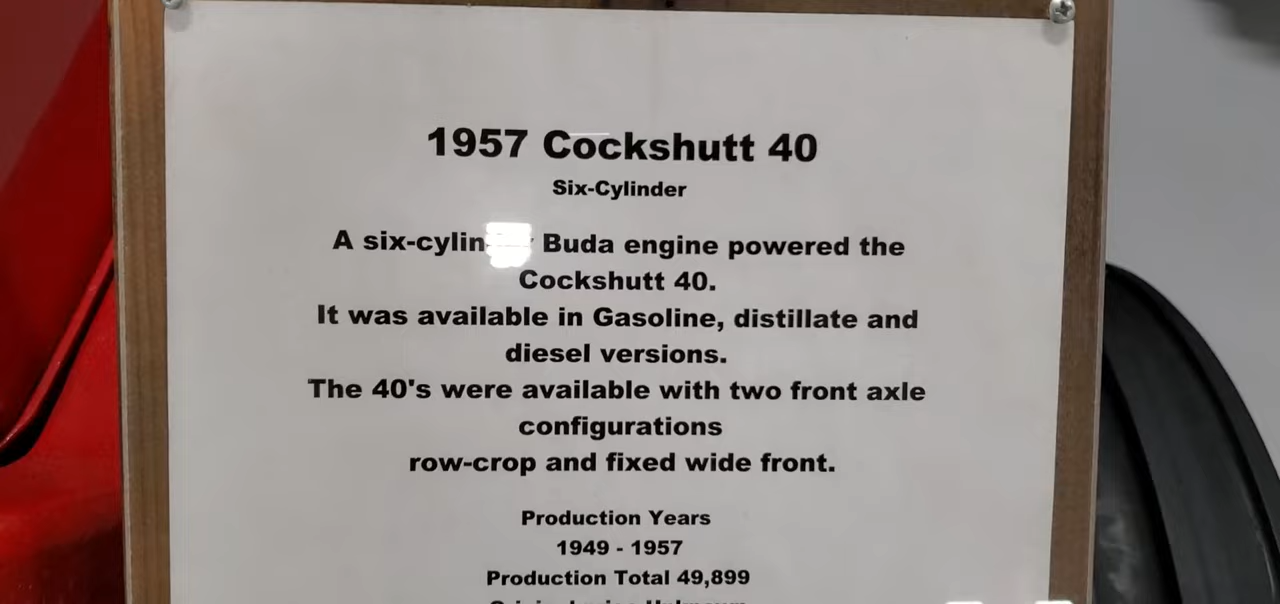 1957 Cockshutt 40
Six-Cylinder
A six-cylin Buda engine powered the
Cockshutt 40.
It was available in Gasoline, distillate and
diesel versions.
The 40's were available with two front axle
configurations
row-crop and fixed wide front.
Production Years
1949 - 1957
Production Total 49,899